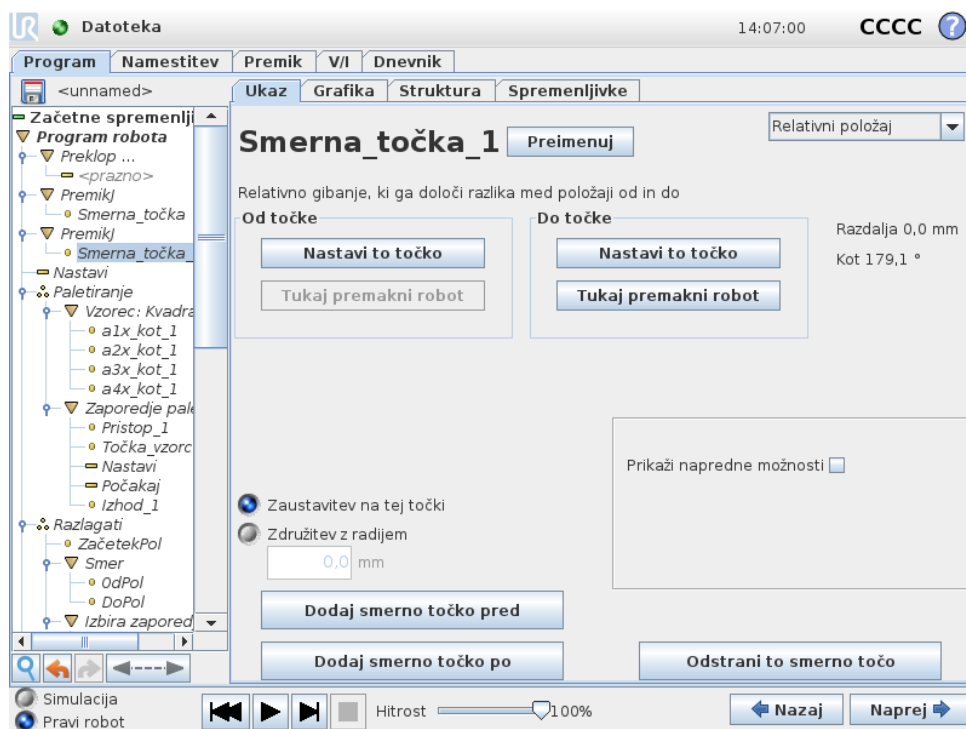 UR Datoteka 14:07:00 CCCC ?
Program Namestitev Premik V/I Dnevnik
<unnamed>
Ukaz Grafika Struktura Spremenljivke
Začetne spremenlji
Program robota
Preklop ...
<prazno>
PremikJ
Smerna_točka
PremikJ
Smerna_točka_
Nastavi
Paletiranje
Vzorec: Kvadra
a1x_kot_1
a2x_kot_1
a3x_kot_1
a4x_kot_1
Zaporedje pale
Pristop_1
Točka_vzorc
Nastavi
Počakaj
Izhod_1
Razlagati
ZačetekPol
Smer
OdPol
DoPol
Izbira zapored
Smerna_točka_1 Preimenuj
Relativni položaj
Relativno gibanje, ki ga določi razlika med položaji od in do
Od točke
Nastavi to točko
Tukaj premakni robot
Do točke
Nastavi to točko
Tukaj premakni robot
Razdalja 0,0 mm
Kot 179,1 °
Prikaži napredne možnosti
Zaustavitev na tej točki
Združitev z radijem
0,0 mm
Dodaj smerno točko pred
Dodaj smerno točko po
Odstrani to smerno točo
Simulacija
Pravi robot
Hitrost 100%
Nazaj Naprej